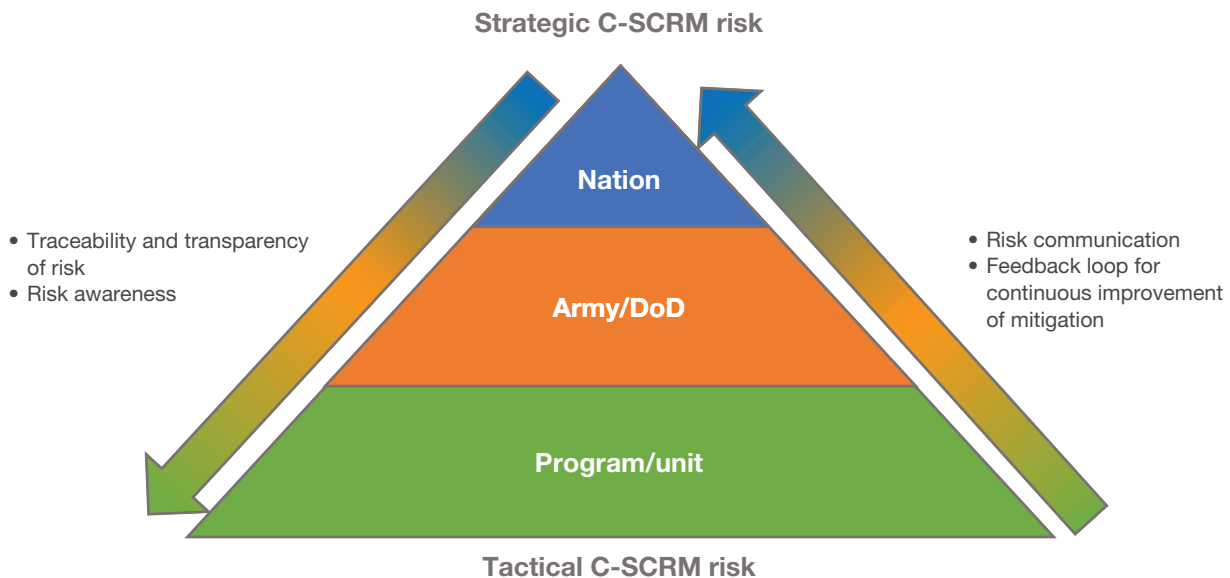 Strategic C-SCRM risk
Nation
• Traceability and transparency
of risk
• Risk awareness
• Risk communication
• Feedback loop for
continuous improvement
of mitigation
Army/DoD
Program/unit
Tactical C-SCRM risk